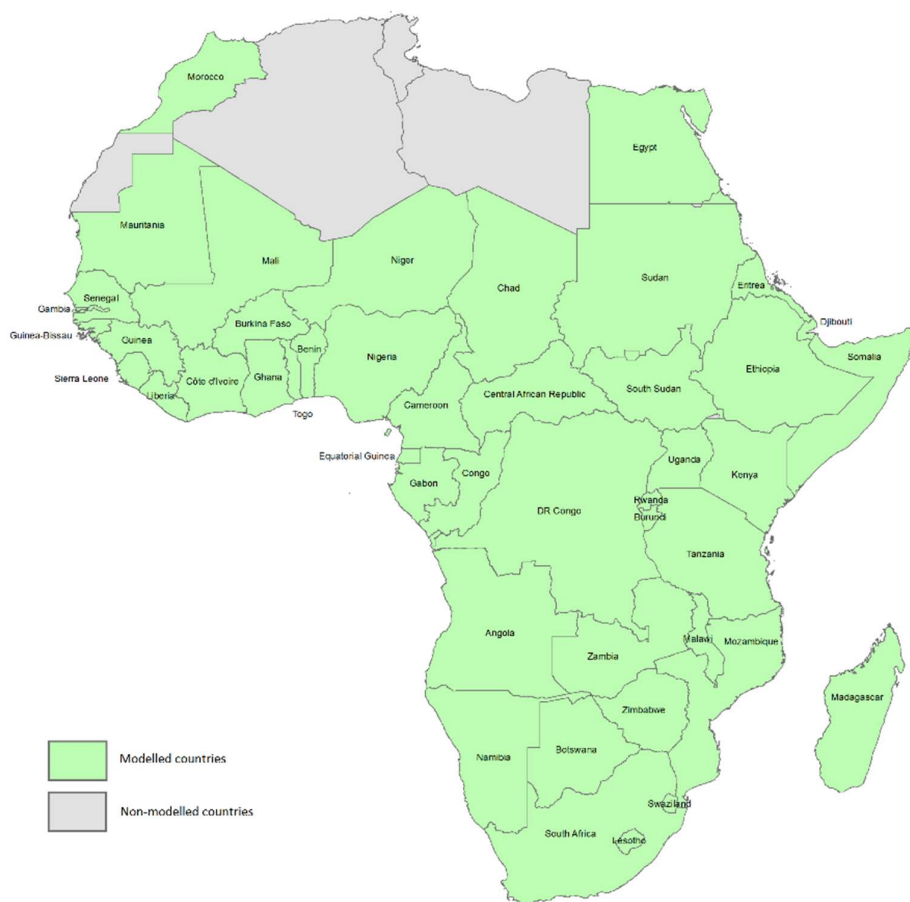 Morocco
Egypt
Mauritania
Mali
Niger
Chad
Sudan
Eritrea
Senegal
Gambia
Guinea-Bissau
Guinea
Burkina Faso
Benin
Nigeria
Djibouti
Ethiopia
Somalia
Sierra Leone
Liberia
Côte d'Ivoire
Ghana
Togo
Cameroon
Central African Republic
South Sudan
Equatorial Guinea
Gabon
Congo
Uganda
Kenya
Rwanda
Burundi
DR Congo
Tanzania
Angola
Zambia
Malawi
Mozambique
Madagascar
Zimbabwe
Namibia
Botswana
Swaziland
South Africa
Lesotho
Modelled countries
Non-modelled countries